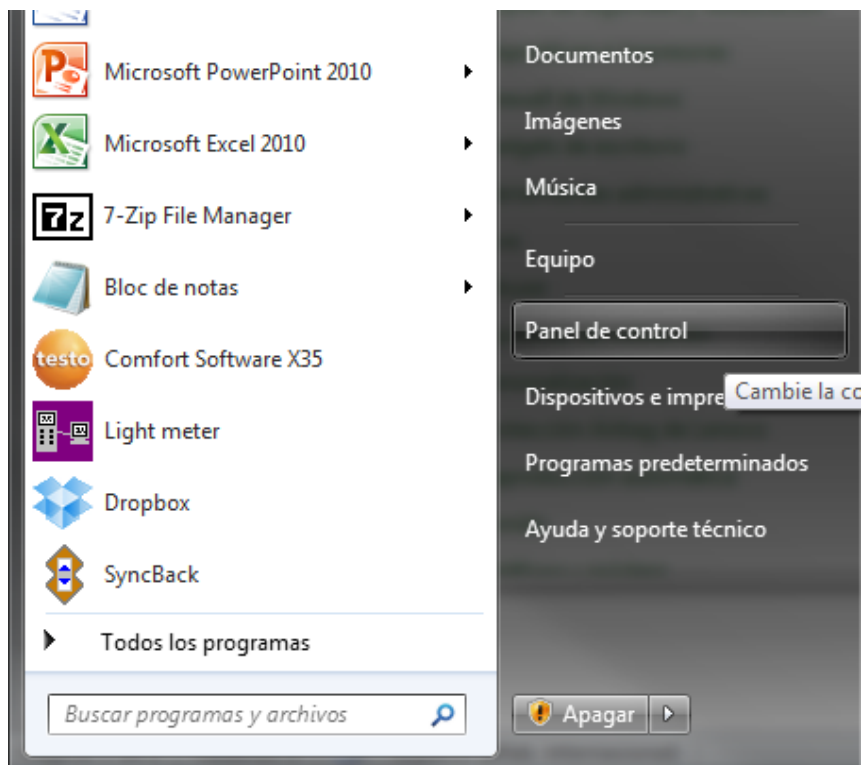 Microsoft PowerPoint 2010
Microsoft Excel 2010
7-Zip File Manager
Bloc de notas
testo
Comfort Software X35
Light meter
Dropbox
SyncBack
Todos los programas
Buscar programas y archivos
Documentos
Imágenes
Música
Equipo
Panel de control
Cambie la
Dispositivos e
Programas predeterminados
Ayuda y soporte técnico
Apagar